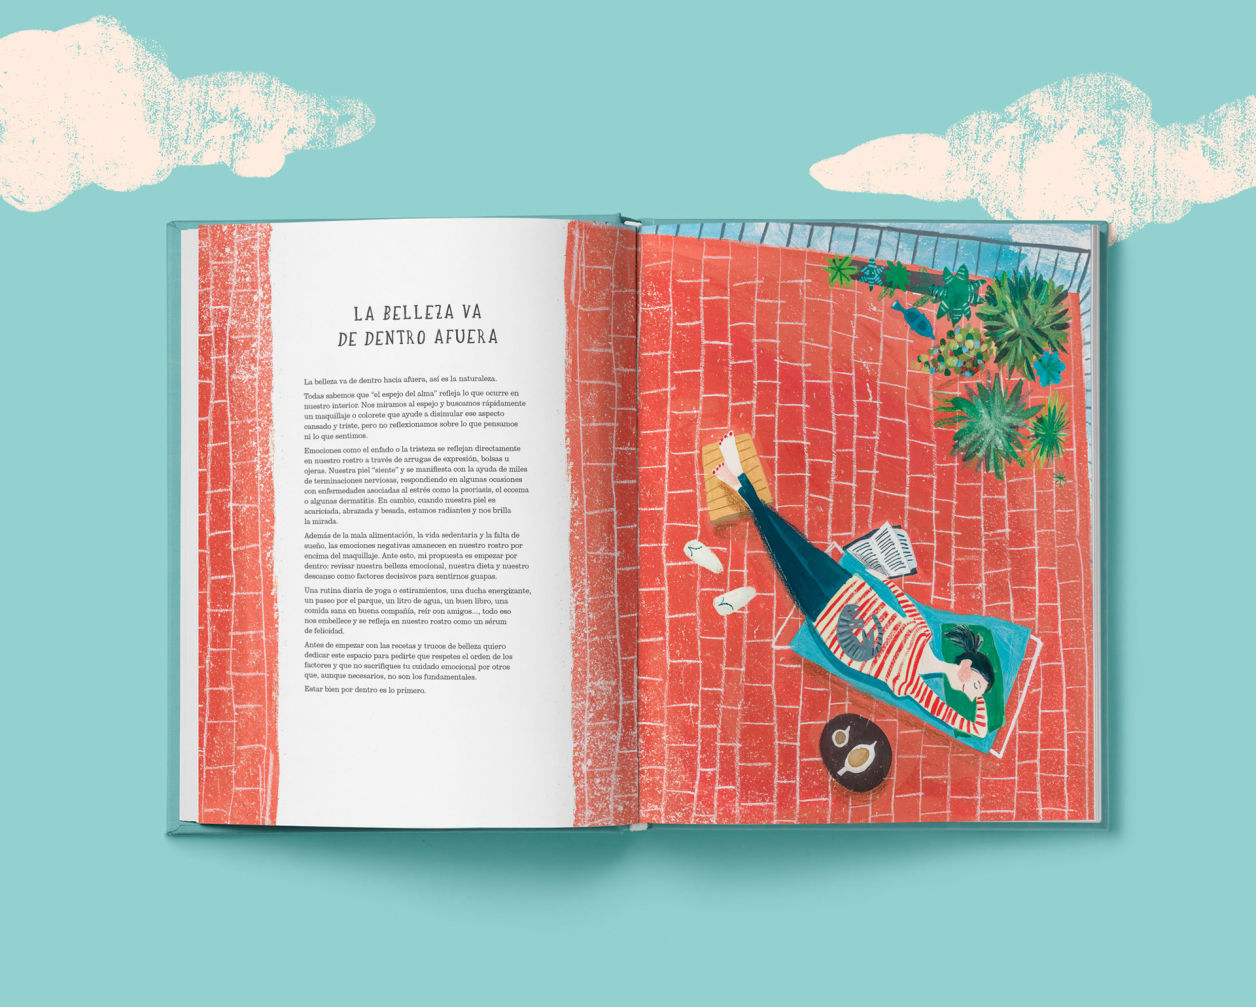 LA BELLEZA VA
DE DENTRO AFUERA
La belleza va de dentro hacia afuera, así es la naturaleza.
Todas sabemos que “el espejo del alma” refleja lo que ocurre en
nuestro interior. Nos miramos al espejo y buscamos rápidamente
un maquillaje o colorete que ayude a disimular ese aspecto
cansado y triste, pero no reflexionamos sobre lo que pensamos
ni lo que sentimos.
Emociones como el enfado o la tristeza se reflejan directamente
en nuestro rostro a través de arrugas de expresión, bolsas u
ojeras. Nuestra piel “siente” y se manifiesta con la ayuda de miles
de terminaciones nerviosas, respondiendo en algunas ocasiones
con enfermedades asociadas al estrés como la psoriasis, el eccema
o algunas dermatitis. En cambio, cuando nuestra piel es
acariciada, abrazada y besada, estamos radiantes y nos brilla
la mirada.
Además de la mala alimentación, la vida sedentaria y la falta de
sueño, las emociones negativas amanecen en nuestro rostro por
encima del maquillaje. Ante esto, mi propuesta es empezar por
dentro: revisar nuestra belleza emocional, nuestra dieta y nuestro
descanso como factores decisivos para sentirnos guapas.
Una rutina diaria de yoga o estiramientos, una ducha energizante,
un paseo por el parque, un litro de agua, un buen libro, una
comida sana en buena compañía, reír con amigos..., todo eso
nos embellece y se refleja en nuestro rostro como un sérum
de felicidad.
Antes de empezar con las recetas y trucos de belleza quiero
dedicar este espacio para pedirte que respetes el orden de los
factores y que no sacrifiques tu cuidado emocional por otros
que, aunque necesarios, no son los fundamentales.
Estar bien por dentro es lo primero.